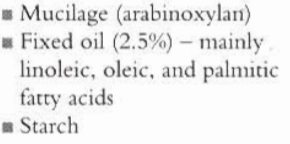 ■ Mucilage (arabinoxylan)
■ Fixed oil (2.5%) – mainly
linoleic, oleic, and palmitic
fatty acids
■ Starch